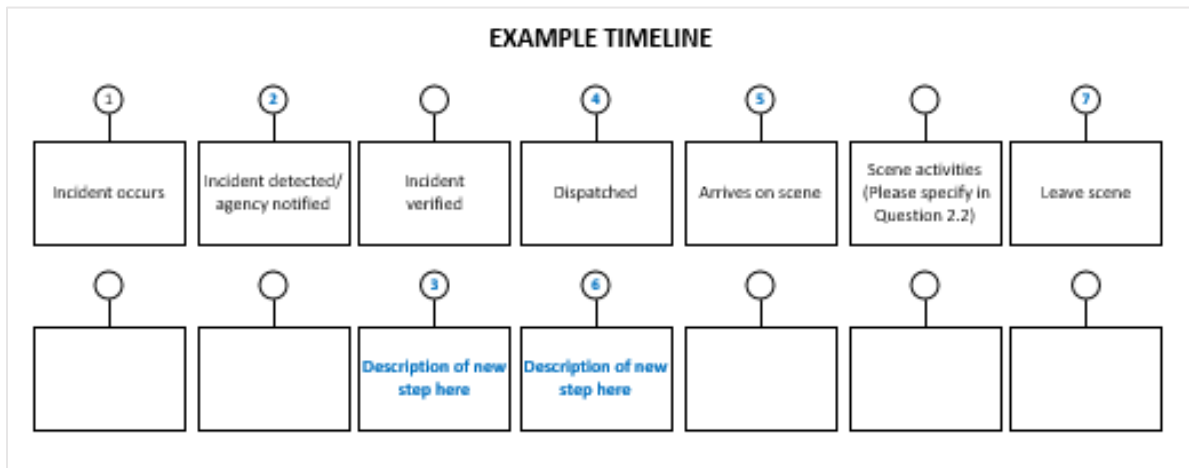 EXAMPLE TIMELINE
1
2
4
5
7
Incident occurs
Incident detected/
agency notified
Incident
verified
Dispatched
Arrives on scene
Scene activities
(Please specify in
Question 2.2)
Leave scene
3
6
Description of new
step here
Description of new
step here